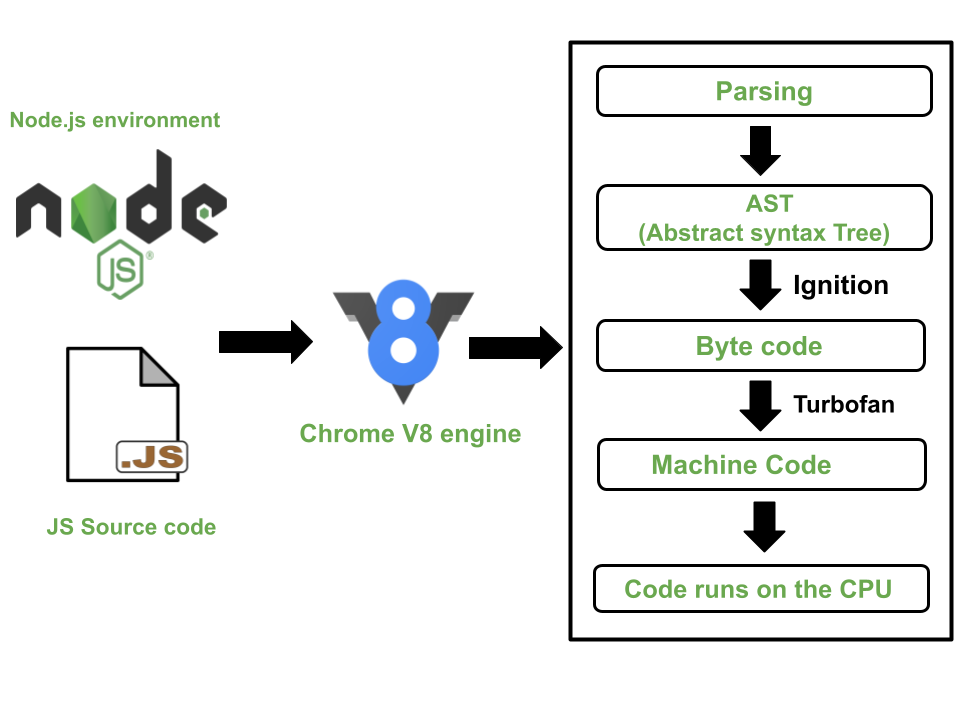 Node.js environment
node
JS ®
.JS
JS Source code
8
Chrome V8 engine
Parsing
AST
(Abstract syntax Tree)
Ignition
Byte code
Turbofan
Machine Code
Code runs on the CPU